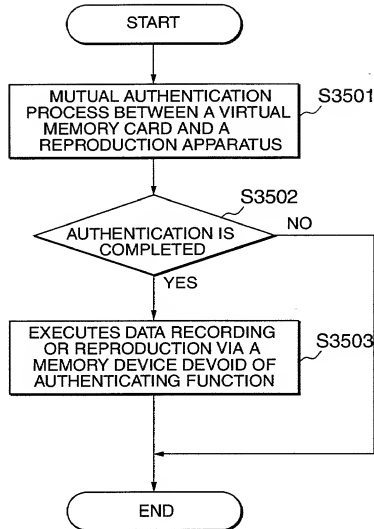 START
MUTUAL AUTHENTICATION
PROCESS BETWEEN A VIRTUAL
MEMORY CARD AND A
REPRODUCTION APPARATUS
S3501
S3502
AUTHENTICATION IS
COMPLETED
NO
YES
EXECUTES DATA RECORDING
OR REPRODUCTION VIA A
MEMORY DEVICE DEVOID OF
AUTHENTICATING FUNCTION
S3503
END